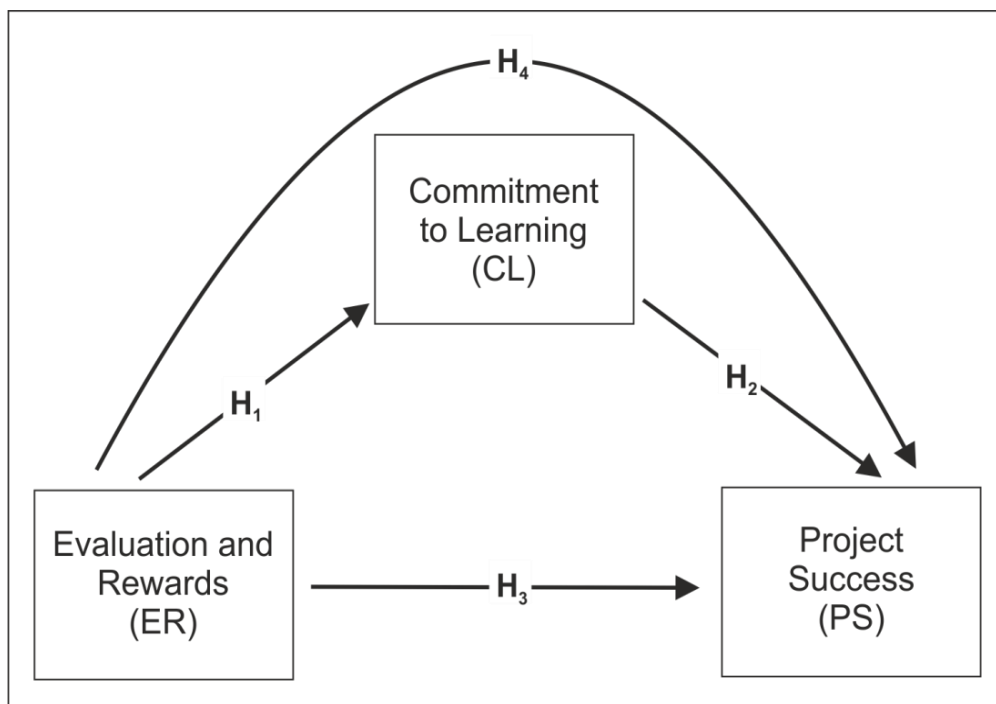 H₄
Commitment
to Learning
(CL)
H₁
H₂
Evaluation and
Rewards
(ER)
H₃
Project
Success
(PS)